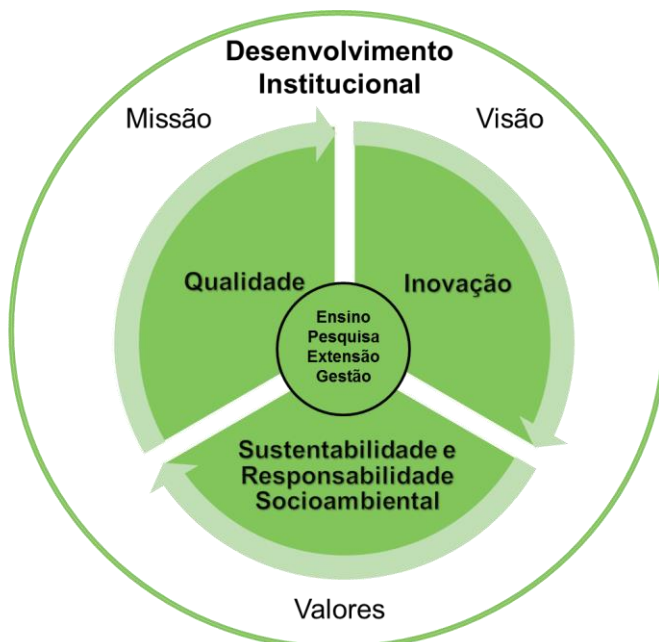 Desenvolvimento
Institucional
Missão
Visão
Qualidade
Inovação
Ensino
Pesquisa
Extensão
Gestão
Sustentabilidade e
Responsabilidade
Socioambiental
Valores